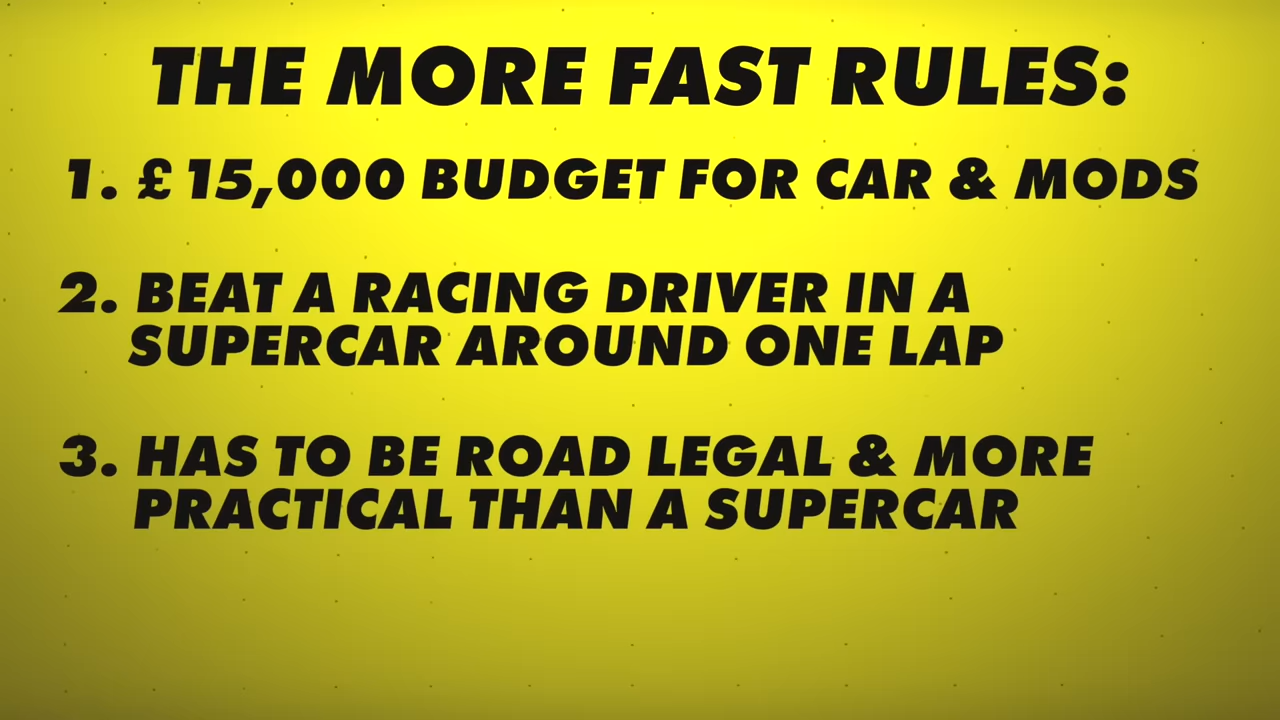 THE MORE FAST RULES:
1. £15,000 BUDGET FOR CAR & MODS
2. BEAT A RACING DRIVER IN A
SUPERCAR AROUND ONE LAP
3. HAS TO BE ROAD LEGAL & MORE
PRACTICAL THAN A SUPERCAR